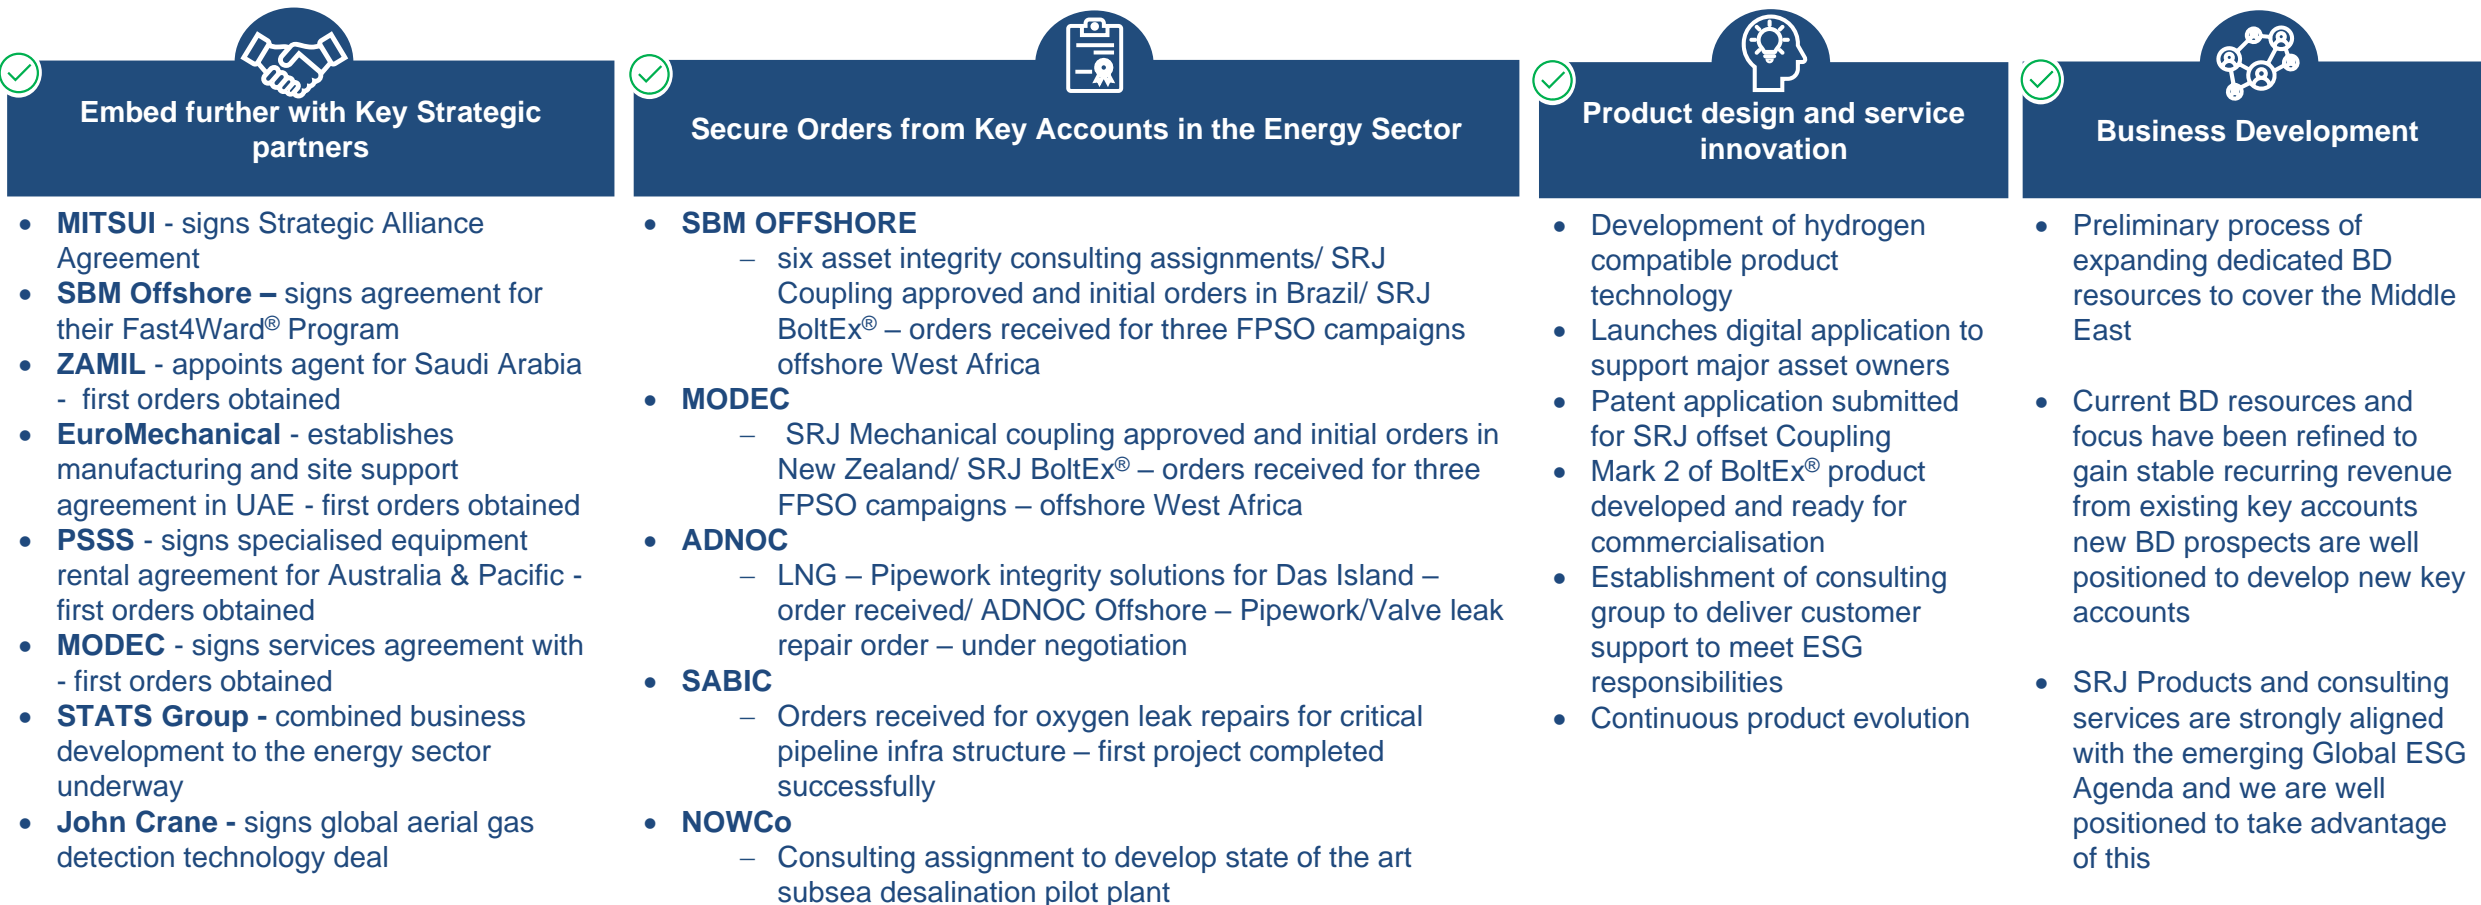 Embed further with Key Strategic
partners
• MITSUI - signs Strategic Alliance
Agreement
• SBM Offshore – signs agreement for
their Fast4Ward® Program
• ZAMIL - appoints agent for Saudi Arabia
- first orders obtained
• EuroMechanical - establishes
manufacturing and site support
agreement in UAE - first orders obtained
• PSSS - signs specialised equipment
rental agreement for Australia & Pacific -
first orders obtained
• MODEC - signs services agreement with
- first orders obtained
• STATS Group - combined business
development to the energy sector
underway
• John Crane - signs global aerial gas
detection technology deal
Secure Orders from Key Accounts in the Energy Sector
• SBM OFFSHORE
– six asset integrity consulting assignments/ SRJ
Coupling approved and initial orders in Brazil/ SRJ
BoltEx® – orders received for three FPSO campaigns
offshore West Africa
• MODEC
– SRJ Mechanical coupling approved and initial orders in
New Zealand/ SRJ BoltEx® – orders received for three
FPSO campaigns – offshore West Africa
• ADNOC
– LNG – Pipework integrity solutions for Das Island –
order received/ ADNOC Offshore – Pipework/Valve leak
repair order – under negotiation
• SABIC
– Orders received for oxygen leak repairs for critical
pipeline infra structure – first project completed
successfully
• NOWCo
– Consulting assignment to develop state of the art
subsea desalination pilot plant
Product design and service
innovation
• Development of hydrogen
compatible product
technology
• Launches digital application to
support major asset owners
• Patent application submitted
for SRJ offset Coupling
• Mark 2 of BoltEx® product
developed and ready for
commercialisation
• Establishment of consulting
group to deliver customer
support to meet ESG
responsibilities
• Continuous product evolution
Business Development
• Preliminary process of
expanding dedicated BD
resources to cover the Middle
East
• Current BD resources and
focus have been refined to
gain stable recurring revenue
from existing key accounts
new BD prospects are well
positioned to develop new key
accounts
• SRJ Products and consulting
services are strongly aligned
with the emerging Global ESG
Agenda and we are well
positioned to take advantage
of this